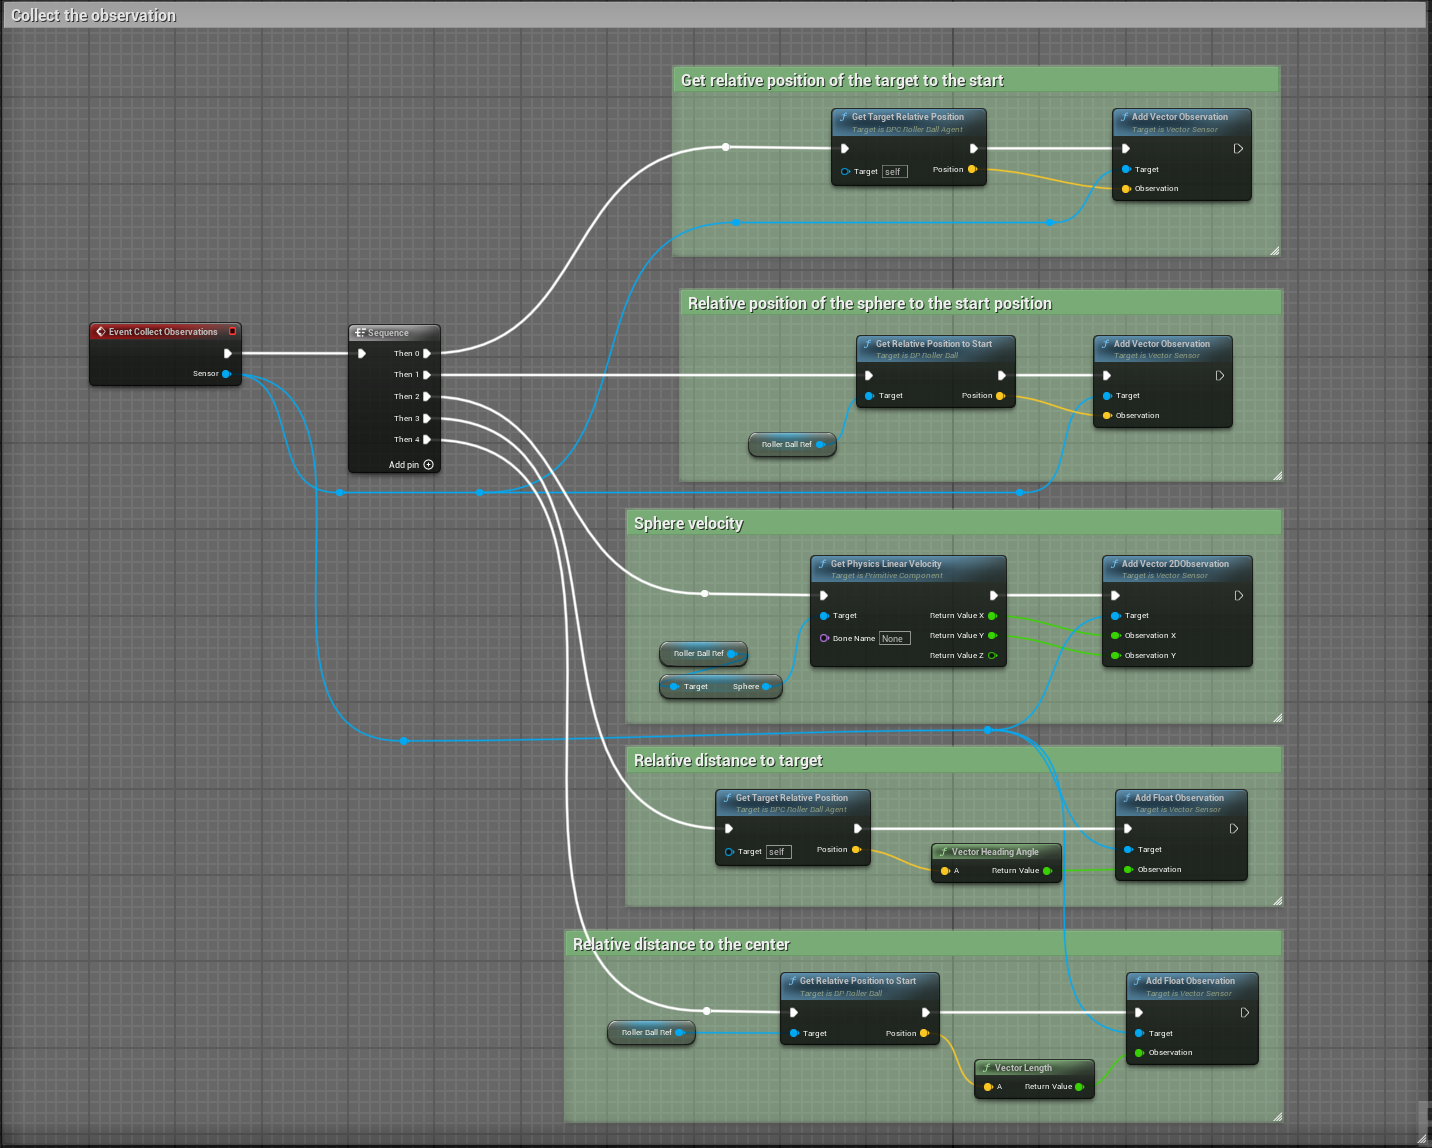 Collect the observation
Get relative position of the target to the start
Get Target Relative Position
Target is BPC Roller Ball Agent
Target self
Position
Add Vector Observation
Target is Vector Sensor
Target
Observation
Relative position of the sphere to the start position
Event Collect Observations
Sensor
Sequence
Then 0
Then 1
Then 2
Then 3
Then 4
Add pin
Get Relative Position to Start
Target is BP Roller Ball
Target
Position
Roller Ball Ref
Add Vector Observation
Target is Vector Sensor
Target
Observation
Sphere velocity
Get Physics Linear Velocity
Target is Primitive Component
Target
Bone Name None
Return Value X
Return Value Y
Return Value Z
Roller Ball Ref
Target Sphere
Add Vector 2DObservation
Target is Vector Sensor
Target
Observation X
Observation Y
Relative distance to target
Get Target Relative Position
Target is BPC Roller Ball Agent
Target self
Position
Vector Heading Angle
A Return Value
Add Float Observation
Target is Vector Sensor
Target
Observation
Relative distance to the center
Get Relative Position to Start
Target is BP Roller Ball
Target
Position
Roller Ball Ref
Vector Length
A Return Value
Add Float Observation
Target is Vector Sensor
Target
Observation